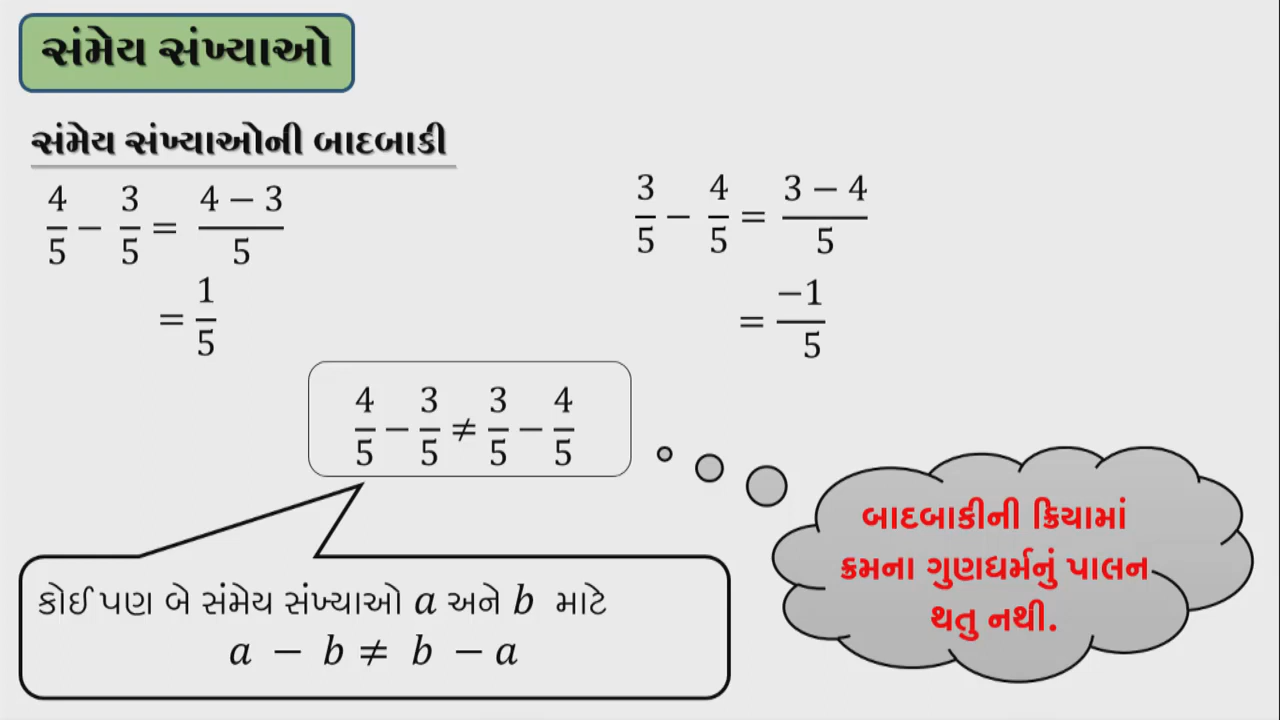 સંમેય સંખ્યાઓ
સંમેય સંખ્યાઓની બાદબાકી
4/5 − 3/5 = (4 − 3)/5
= 1/5
3/5 − 4/5 = (3 − 4)/5
= −1/5
4/5 − 3/5 ≠ 3/5 − 4/5
બાદબાકીની ક્રિયામાં
ક્રમના ગુણધર્મનું પાલન
થતુ નથી.
કોઈ પણ બે સંમેય સંખ્યાઓ a અને b માટે
a − b ≠ b − a